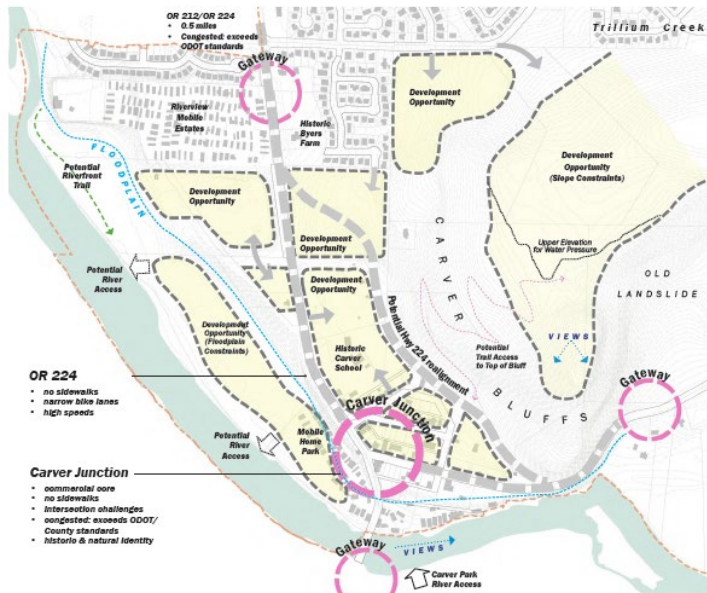 OR 212/OR 224
• 0.5 miles
• Congested: exceeds
ODOT standards
Trillium Creek
Gateway
Riverview
Mobile
Estates
Historic
Byers
Farm
Development
Opportunity
Development
Opportunity
(Slope Constraints)
FLOODPLAIN
Potential
Riverfront
Trail
Development
Opportunity
Development
Opportunity
CARVER
BLUFFS
Upper Elevation
for Water Pressure
OLD
LANDSLIDE
Potential
River
Access
Development
Opportunity
Development
Opportunity
(Floodplain
Constraints)
Historic
Carver
School
Potential Hwy 224 realignment
Potential
Trail Access
to Top of Bluff
VIEWS
Gateway
OR 224
• no sidewalks
• narrow bike lanes
• high speeds
Carver Junction
Mobile
Home
Park
Potential
River
Access
Carver Junction
• commercial core
• no sidewalks
• intersection challenges
• congested: exceeds ODOT/
County standards
• historic & natural identity
Gateway
VIEWS
Carver Park
River Access